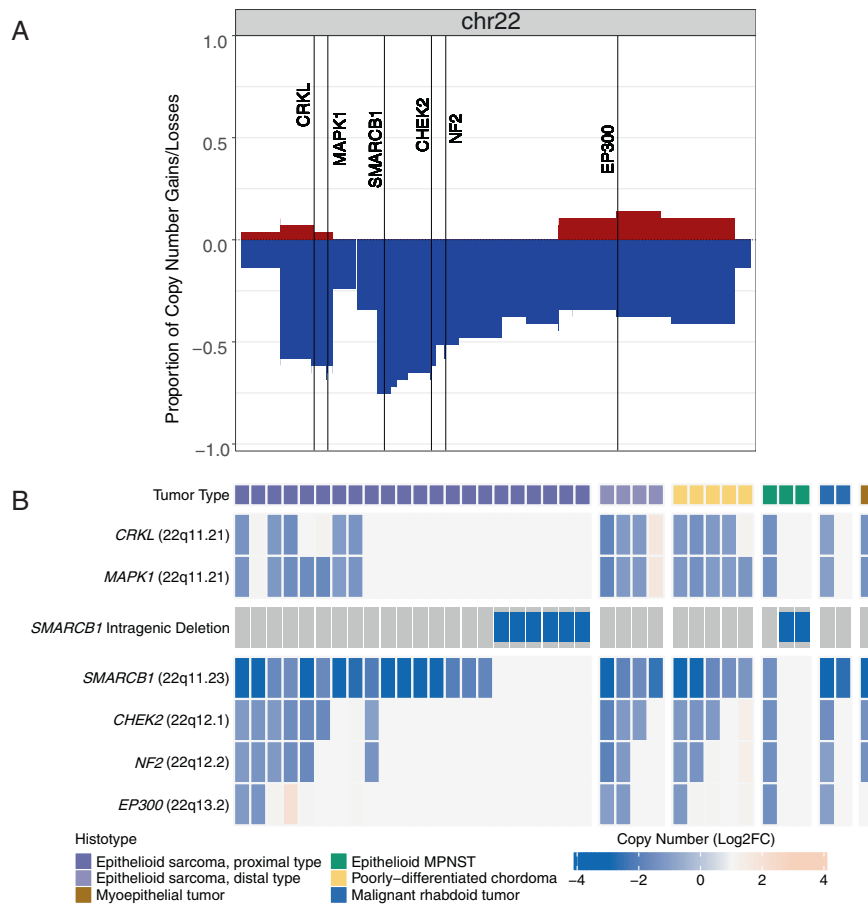 A
chr22
1.0
0.5
0.0
−0.5
−1.0
Proportion of Copy Number Gains/Losses
CRKL
MAPK1
SMARCB1
CHEK2
NF2
EP300
B
Tumor Type
CRKL (22q11.21)
MAPK1 (22q11.21)
SMARCB1 Intragenic Deletion
SMARCB1 (22q11.23)
CHEK2 (22q12.1)
NF2 (22q12.2)
EP300 (22q13.2)
Histotype
Epithelioid sarcoma, proximal type
Epithelioid sarcoma, distal type
Myoepithelial tumor
Epithelioid MPNST
Poorly−differentiated chordoma
Malignant rhabdoid tumor
Copy Number (Log2FC)
−4 −2 0 2 4